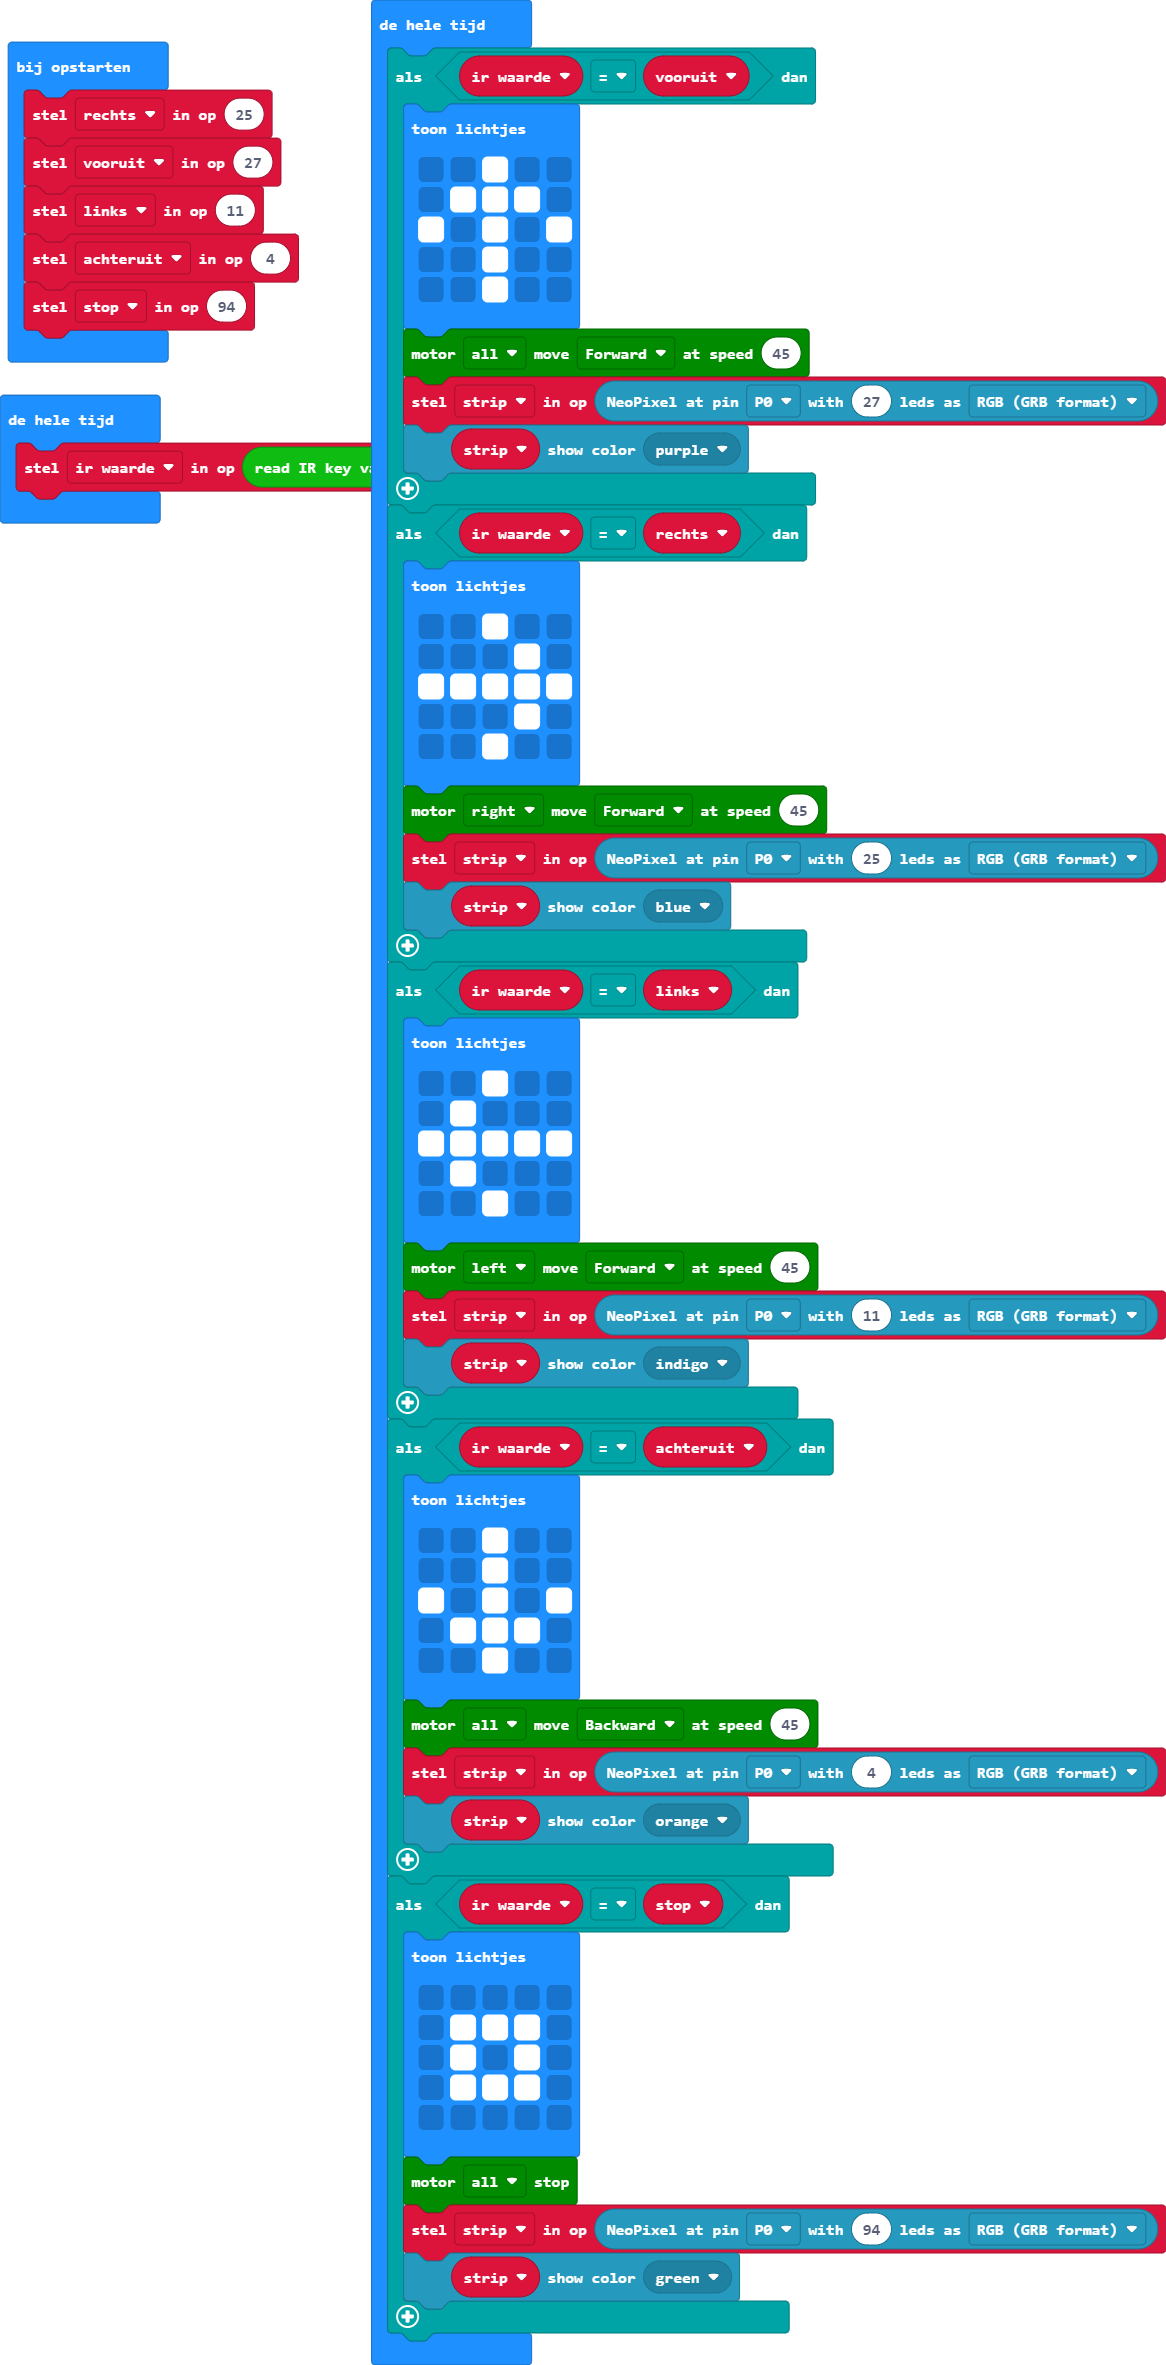 bij opstarten
stel rechts in op 25
stel vooruit in op 27
stel links in op 11
stel achteruit in op 4
stel stop in op 94
de hele tijd
stel ir waarde in op read IR key
de hele tijd
als ir waarde = vooruit dan
toon lichtjes
motor all move Forward at speed 45
stel strip in op NeoPixel at pin P0 with 27 leds as RGB (GRB format)
strip show color purple
als ir waarde = rechts dan
toon lichtjes
motor right move Forward at speed 45
stel strip in op NeoPixel at pin P0 with 25 leds as RGB (GRB format)
strip show color blue
als ir waarde = links dan
toon lichtjes
motor left move Forward at speed 45
stel strip in op NeoPixel at pin P0 with 11 leds as RGB (GRB format)
strip show color indigo
als ir waarde = achteruit dan
toon lichtjes
motor all move Backward at speed 45
stel strip in op NeoPixel at pin P0 with 4 leds as RGB (GRB format)
strip show color orange
als ir waarde = stop dan
toon lichtjes
motor all stop
stel strip in op NeoPixel at pin P0 with 94 leds as RGB (GRB format)
strip show color green